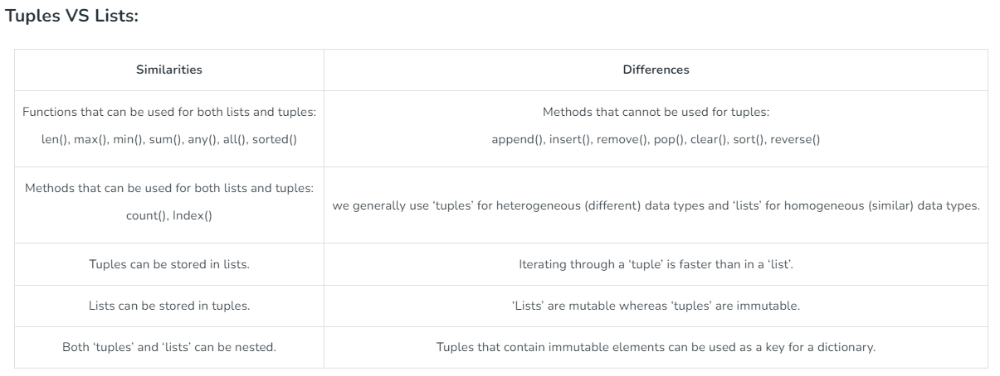 Tuples VS Lists:
Similarities
Differences
Functions that can be used for both lists and tuples:
len(), max(), min(), sum(), any(), all(), sorted()
Methods that cannot be used for tuples:
append(), insert(), remove(), pop(), clear(), sort(), reverse()
Methods that can be used for both lists and tuples:
count(), Index()
we generally use ‘tuples’ for heterogeneous (different) data types and ‘lists’ for homogeneous (similar) data types.
Tuples can be stored in lists.
Iterating through a ‘tuple’ is faster than in a ‘list’.
Lists can be stored in tuples.
‘Lists’ are mutable whereas ‘tuples’ are immutable.
Both ‘tuples’ and ‘lists’ can be nested.
Tuples that contain immutable elements can be used as a key for a dictionary.